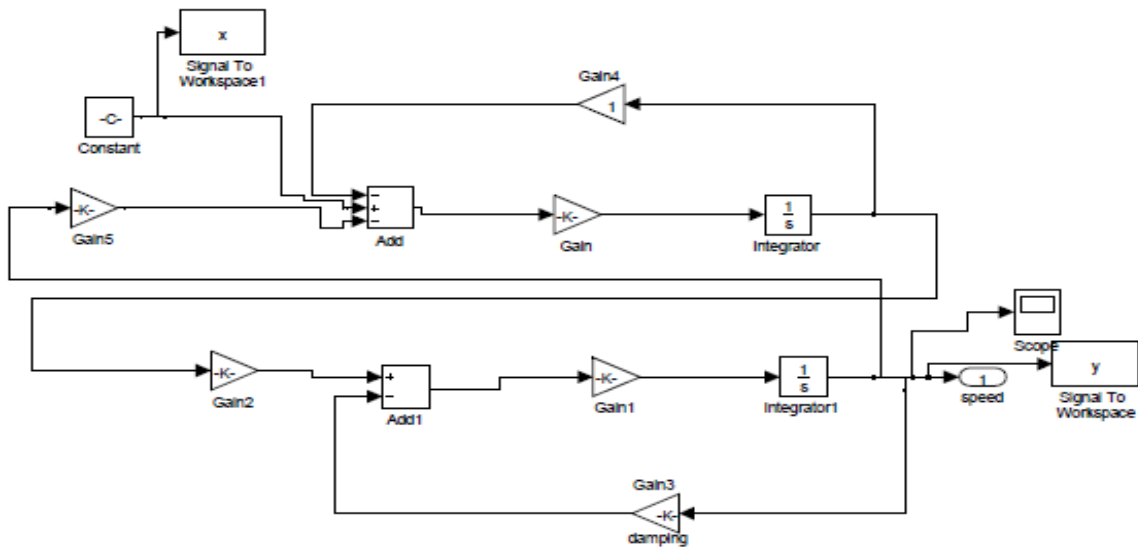 x
Signal To
Workspace1
Gain4
1
-C-
Constant
-K-
Gain5
−
+
−
Add
-K-
Gain
1
s
Integrator
-K-
Gain2
+
−
Add1
-K-
Gain1
1
s
Integrator1
Scope
1
speed
y
Signal To
Workspace
Gain3
-K-
damping